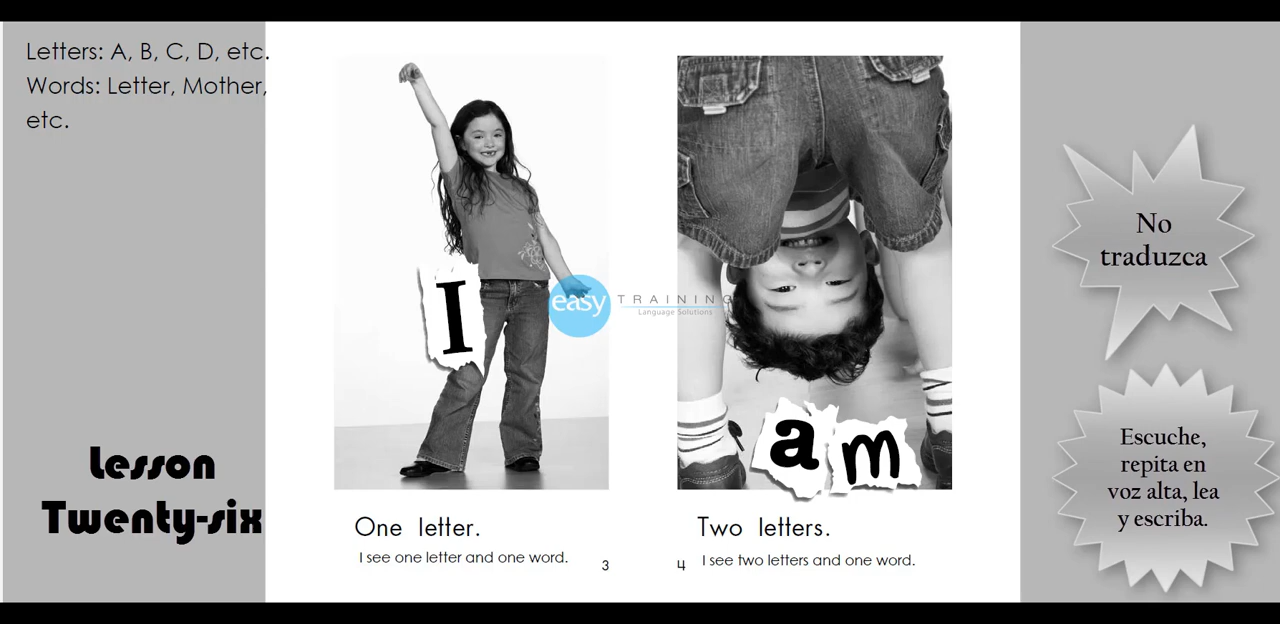 Letters: A, B, C, D, etc.
Words: Letter, Mother,
etc.
Lesson
Twenty-six
I
One letter.
I see one letter and one word.
3
easy TRAINING
Language Solutions
am
Two letters.
4 I see two letters and one word.
No
traduzca
Escuche,
repita en
voz alta, lea
y escriba.